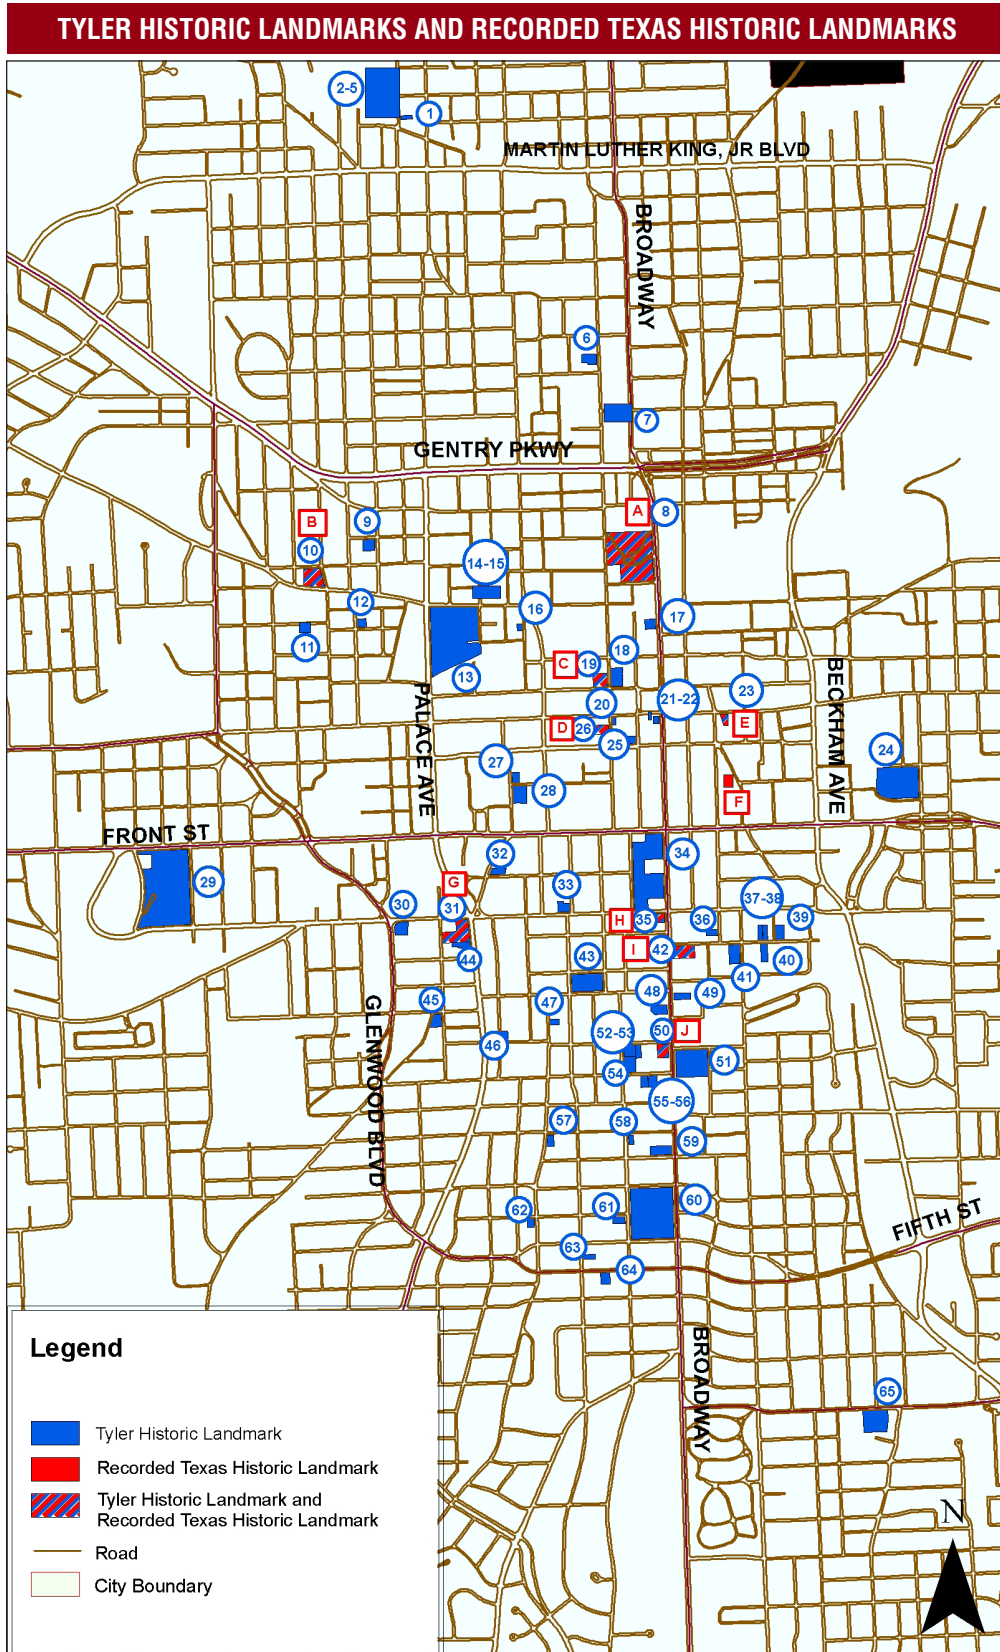 TYLER HISTORIC LANDMARKS AND RECORDED TEXAS HISTORIC LANDMARKS
2-5
1
MARTIN LUTHER KING, JR BLVD
BROADWAY
6
7
GENTRY PKWY
A
8
B
9
10
14-15
12
16
11
17
18
C
19
13
20
21-22
23
E
D
26
25
PALACE AVE
BECKHAM AVE
24
27
28
F
FRONT ST
32
34
29
G
33
30
31
H
35
36
37-38
39
I
42
43
44
41
40
45
47
48
49
GLENWOOD BLVD
46
52-53
50
J
51
54
55-56
57
58
59
62
61
60
FIFTH ST
63
64
BROADWAY
65
Legend
Tyler Historic Landmark
Recorded Texas Historic Landmark
Tyler Historic Landmark and
Recorded Texas Historic Landmark
Road
City Boundary
N